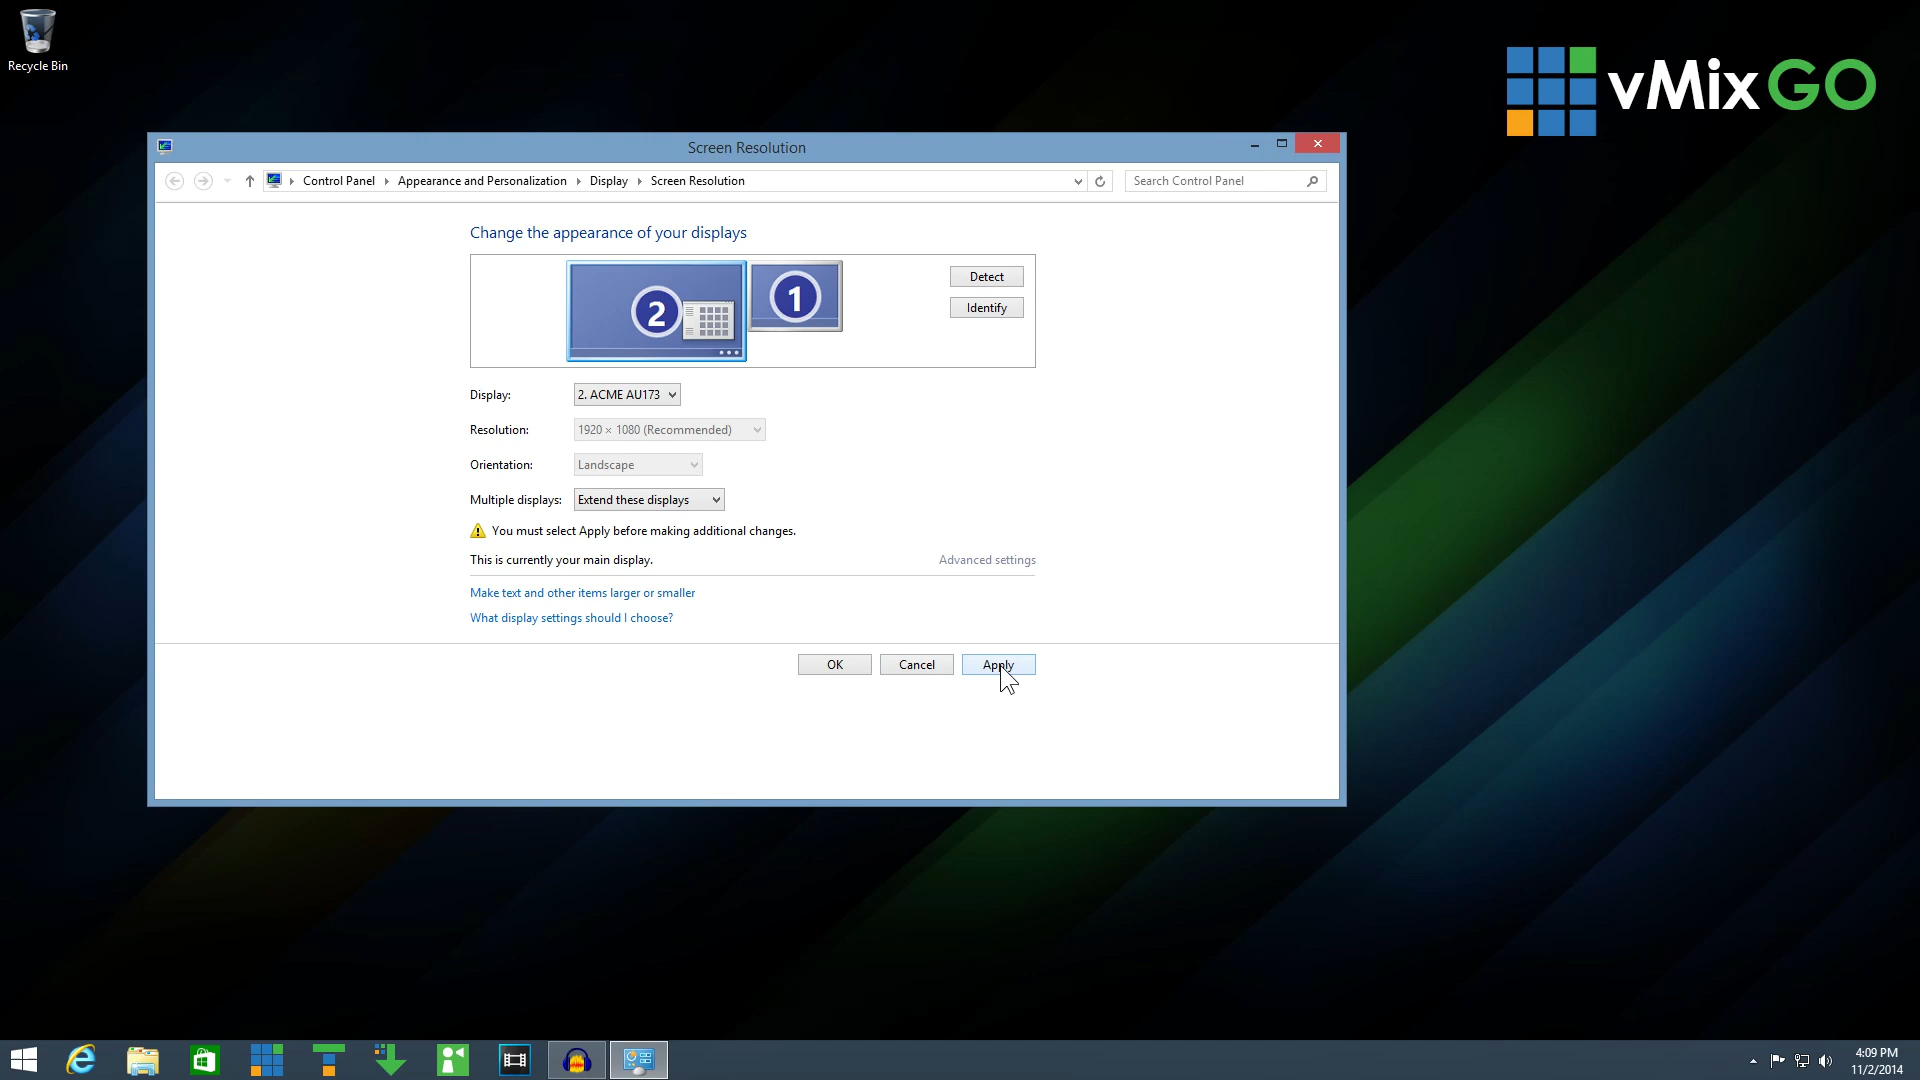 Recycle Bin
vMix GO
Screen Resolution
Control Panel
Appearance and Personalization
Display
Screen Resolution
Search Control Panel
Change the appearance of your displays
2
1
Detect
Identify
Display:
2. ACME AU173
Resolution:
1920 × 1080 (Recommended)
Orientation:
Landscape
Multiple displays:
Extend these displays
You must select Apply before making additional changes.
This is currently your main display.
Advanced settings
Make text and other items larger or smaller
What display settings should I choose?
OK
Cancel
Apply
4:09 PM
11/2/2014